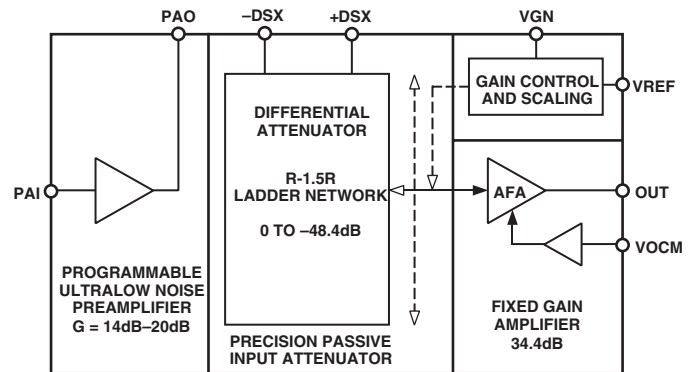 PAO
–DSX
+DSX
VGN
GAIN CONTROL
AND SCALING
VREF
DIFFERENTIAL
ATTENUATOR
R-1.5R
LADDER NETWORK
0 TO –48.4dB
PAI
AFA
OUT
VOCM
PROGRAMMABLE
ULTRALOW NOISE
PREAMPLIFIER
G = 14dB–20dB
PRECISION PASSIVE
INPUT ATTENUATOR
FIXED GAIN
AMPLIFIER
34.4dB